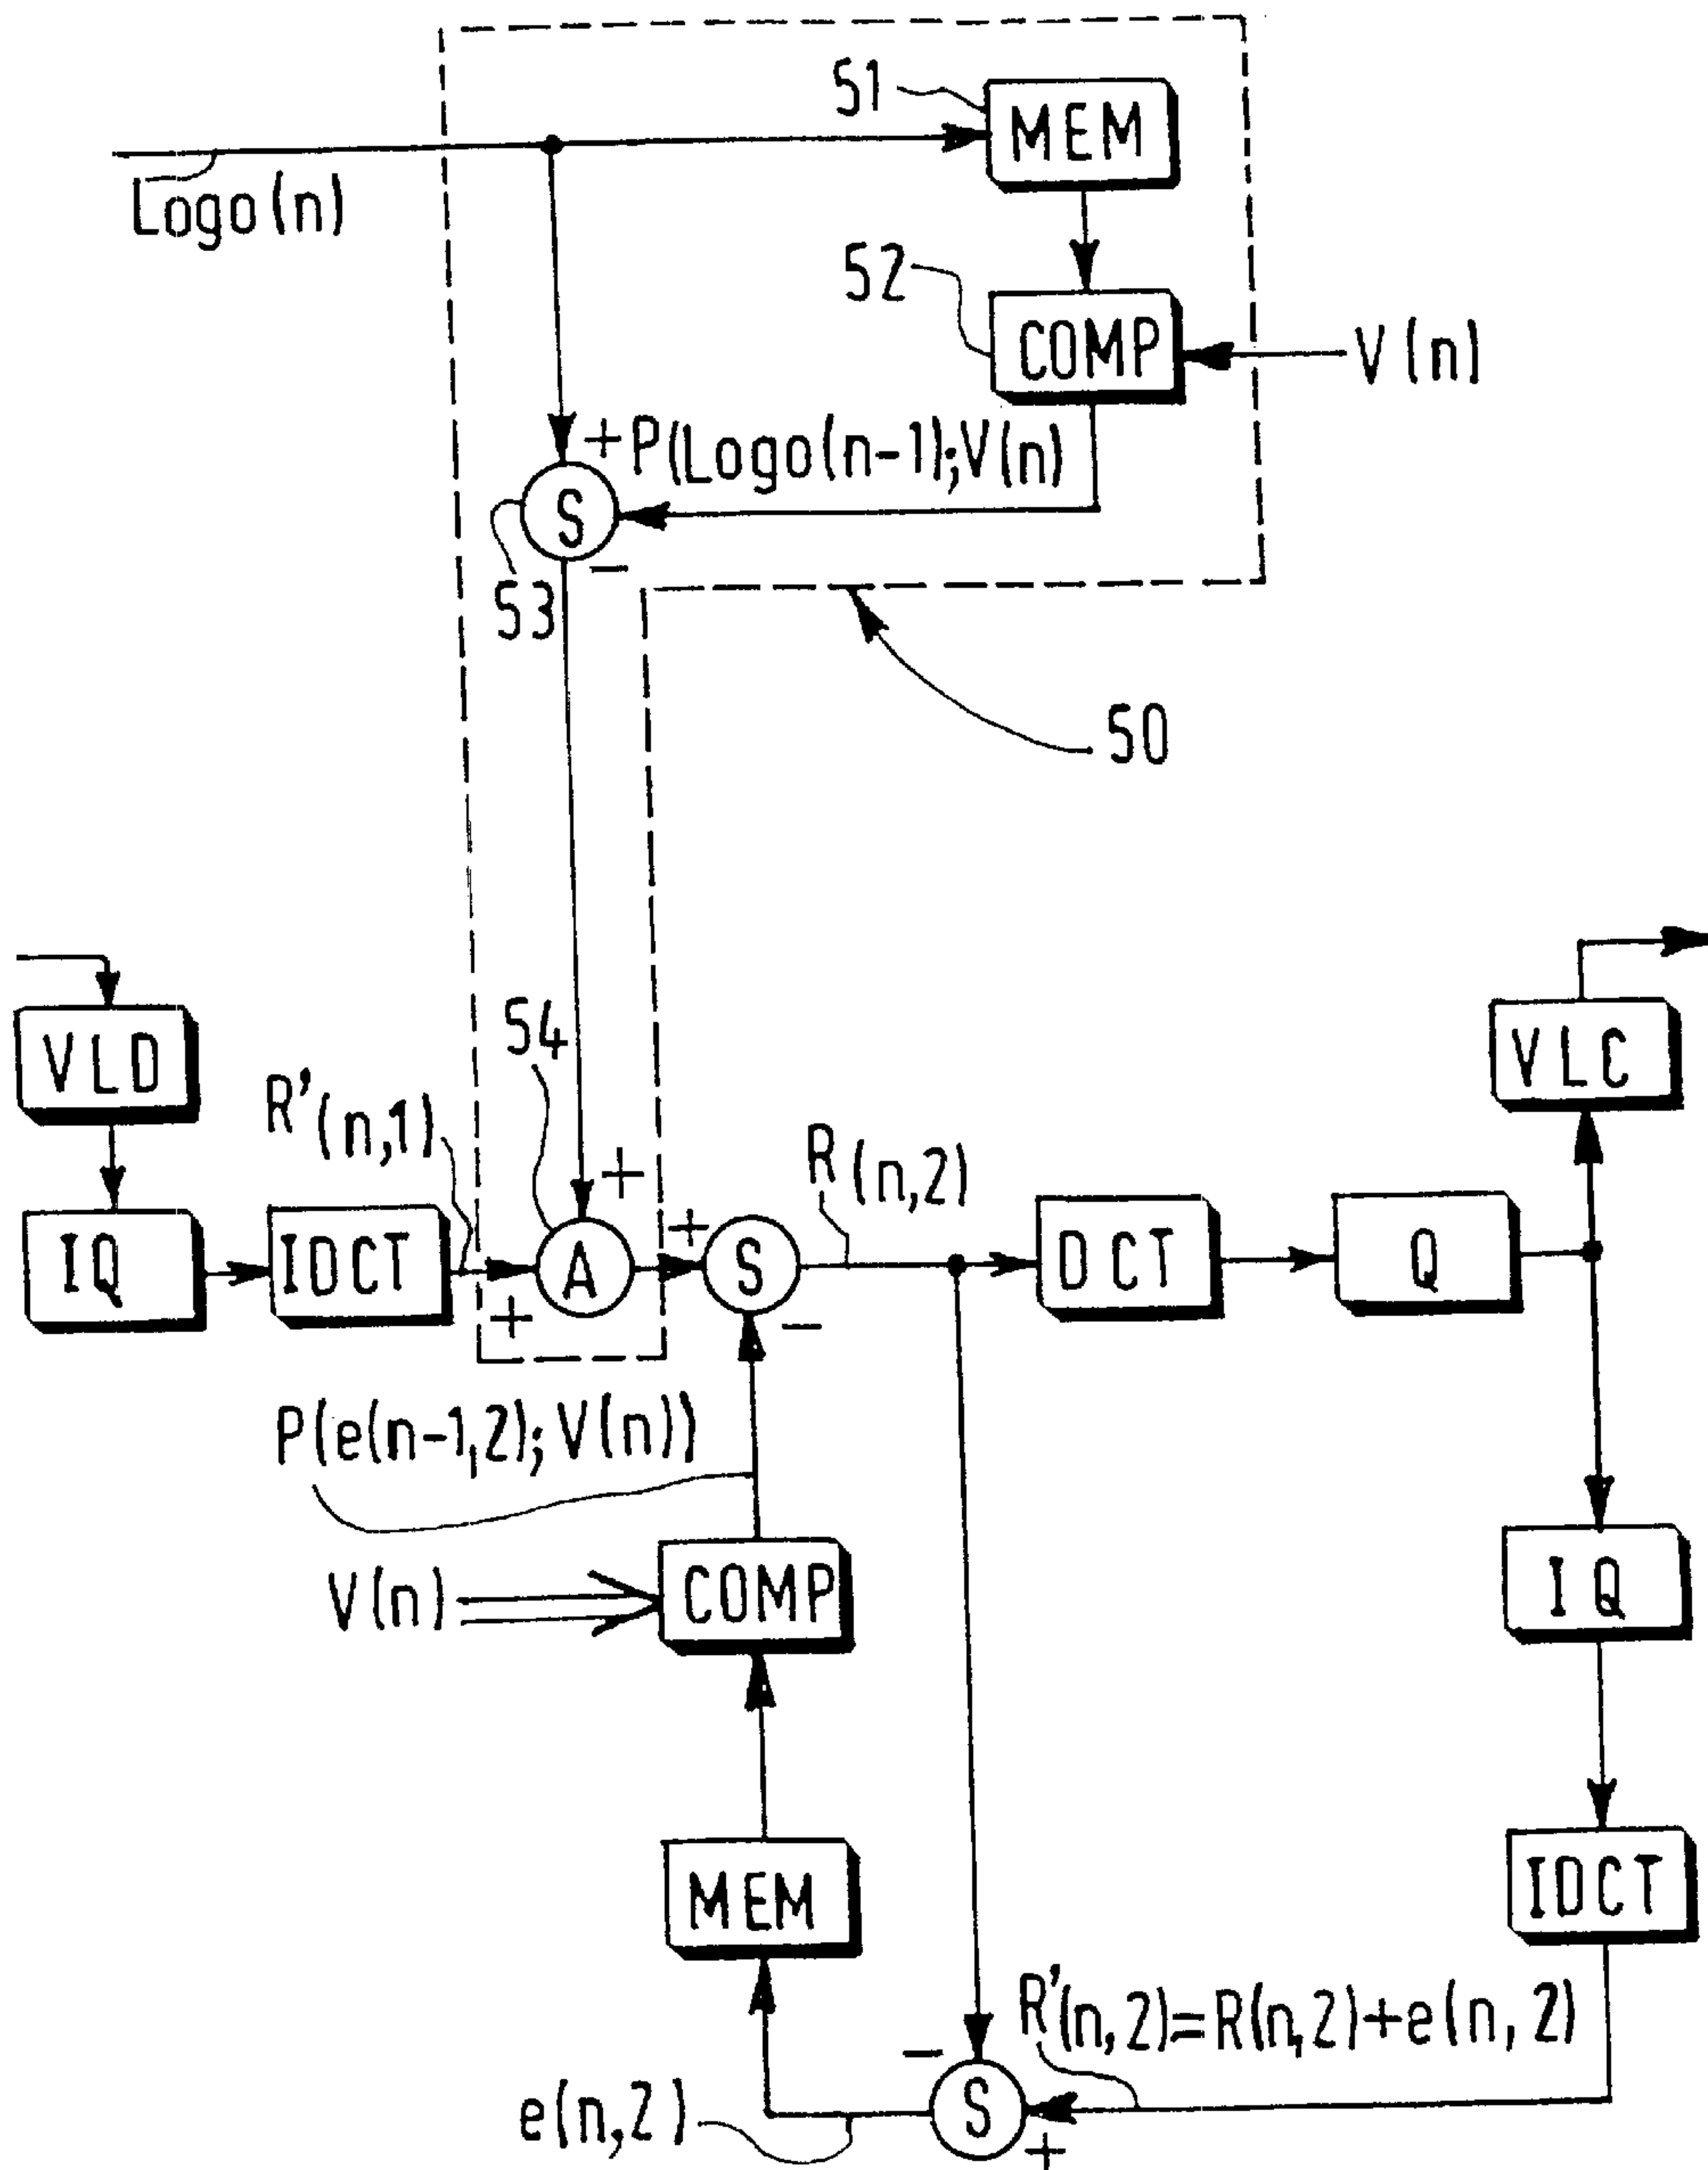 51
MEM
Logo(n)
52
COMP
V(n)
+
P(Logo(n-1);V(n)
S
-
53
50
54
VLD
VLC
R'(n,1)
+
R(n,2)
IQ
IDCT
+
A
+
S
-
DCT
Q
P(e(n-1,2);V(n))
V(n)
COMP
IQ
MEM
IDCT
R'(n,2)=R(n,2)+e(n,2)
-
S
+
e(n,2)